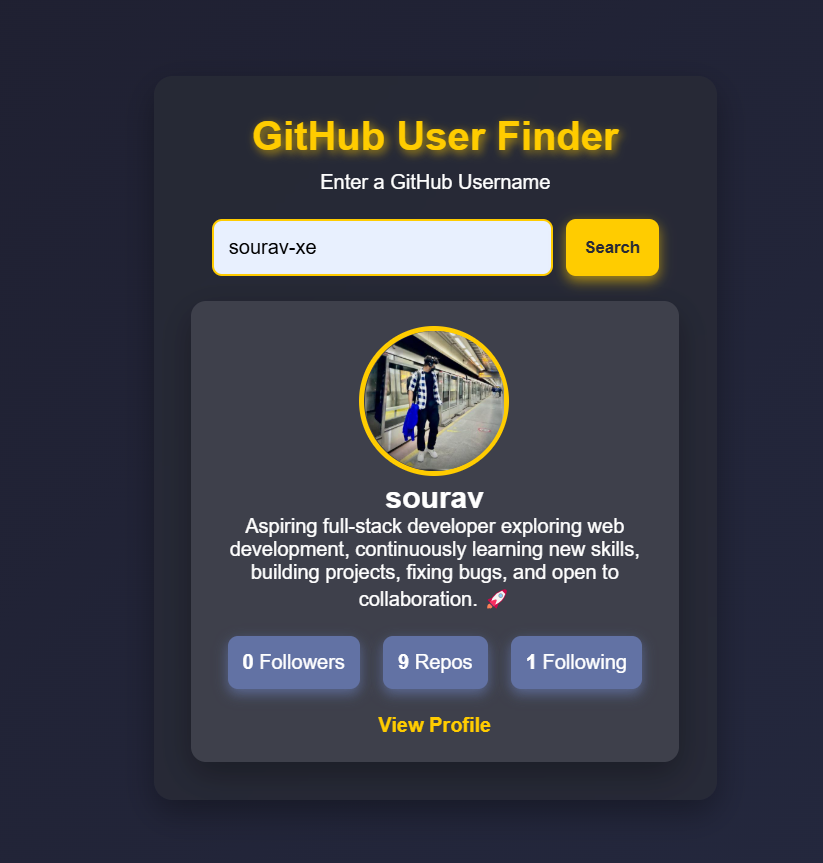 GitHub User Finder
Enter a GitHub Username
sourav-xe
Search
sourav
Aspiring full-stack developer exploring web
development, continuously learning new skills,
building projects, fixing bugs, and open to
collaboration. 🚀
0 Followers
9 Repos
1 Following
View Profile